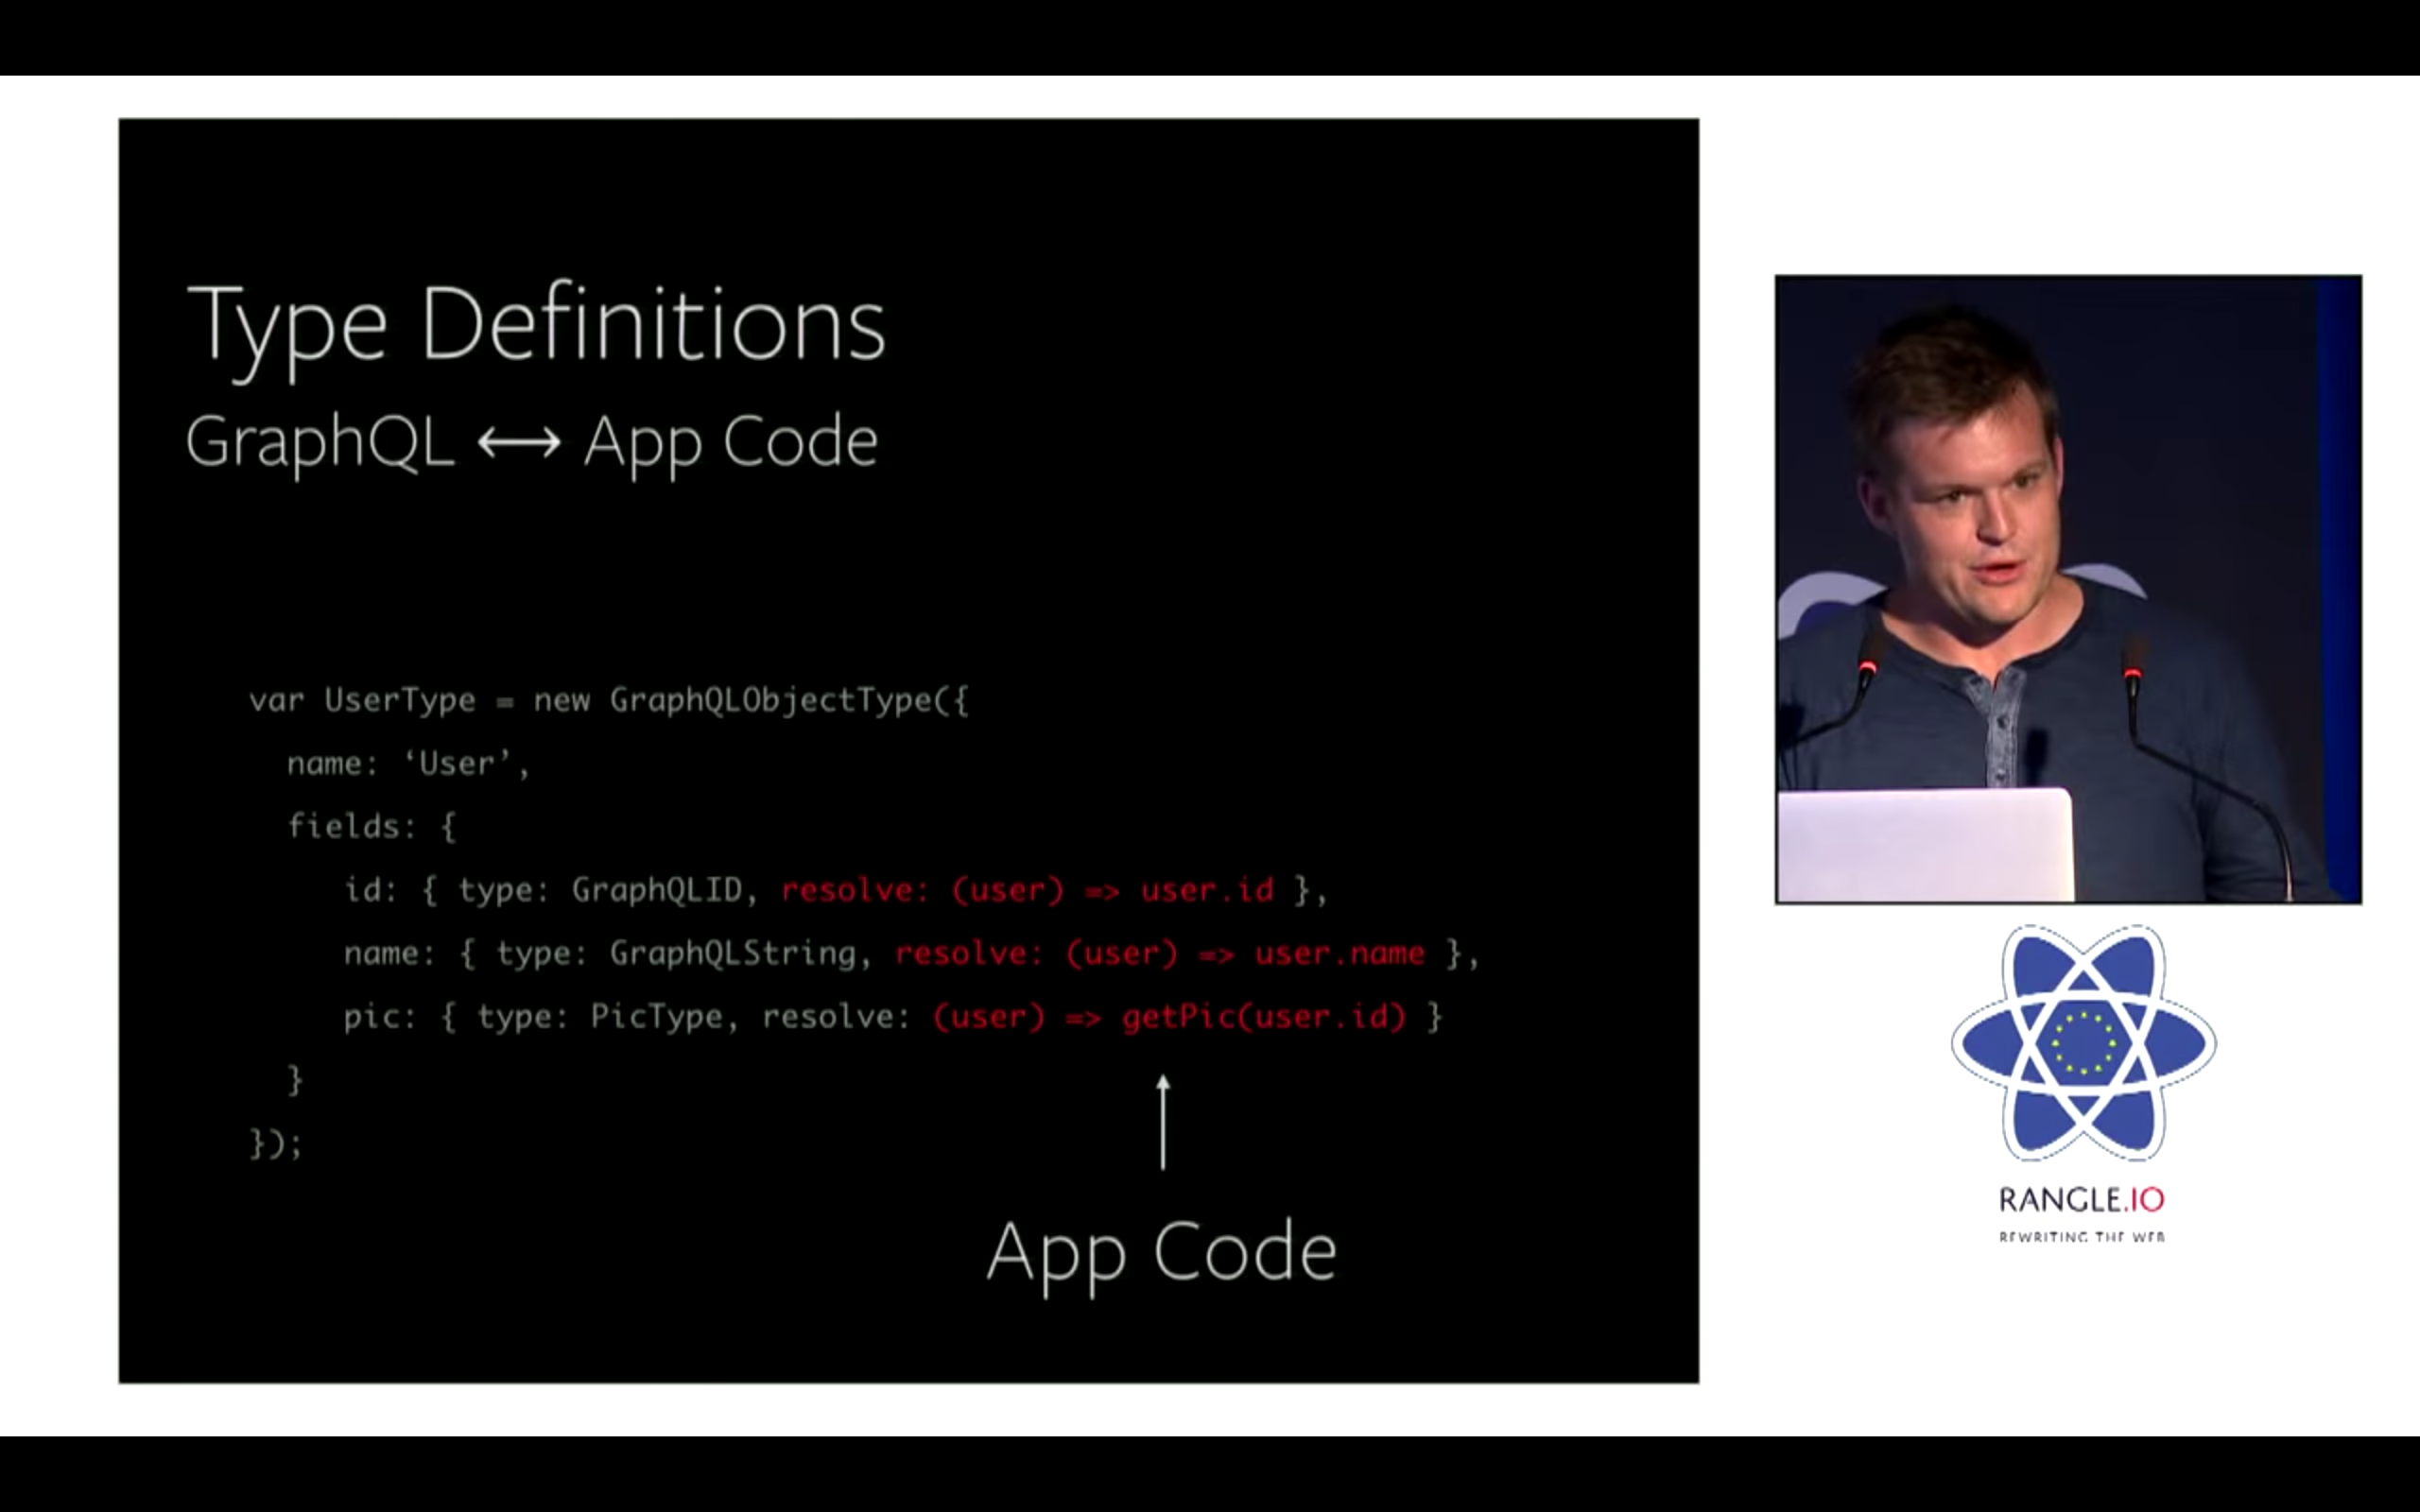 Type Definitions
GraphQL ⟷ App Code
var UserType = new GraphQLObjectType({
name: ‘User’,
fields: {
id: { type: GraphQLID, resolve: (user) => user.id },
name: { type: GraphQLString, resolve: (user) => user.name },
pic: { type: PicType, resolve: (user) => getPic(user.id) }
}
});
App Code
RANGLE.IO
REWRITING THE WEB